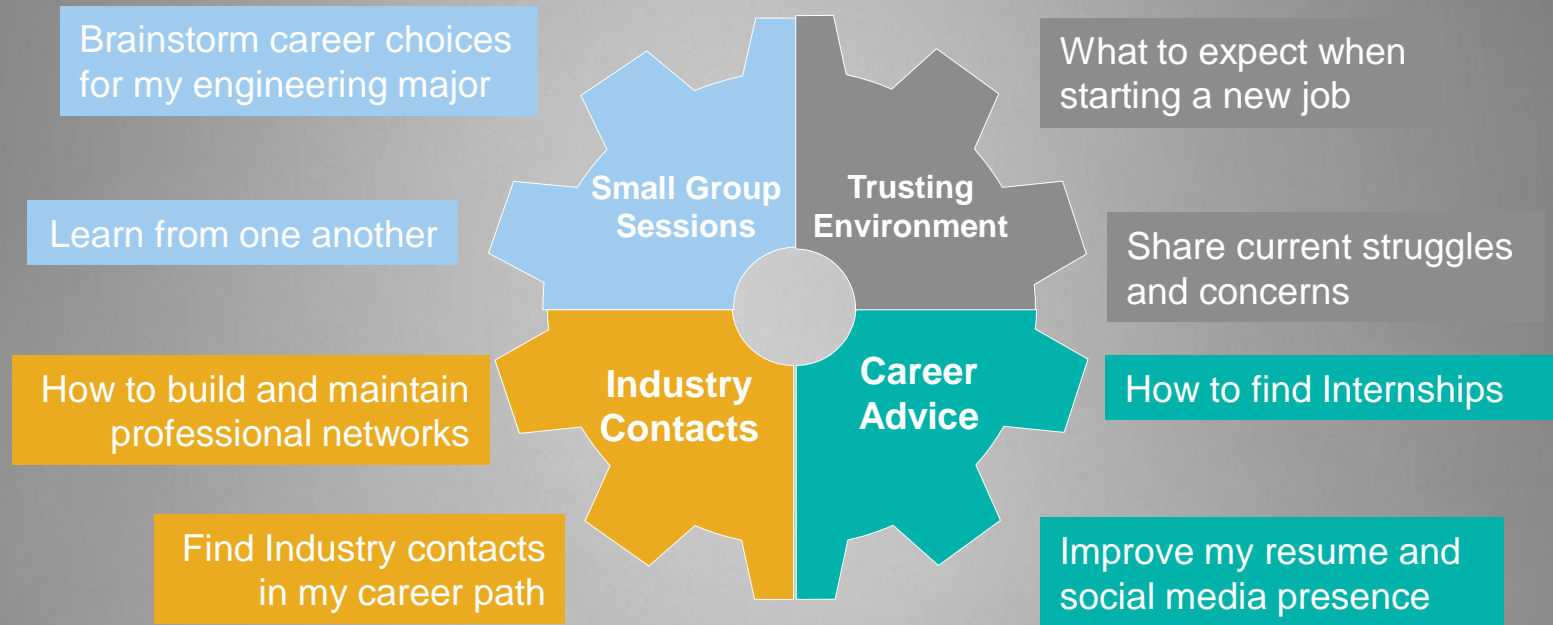 Brainstorm career choices
for my engineering major
Learn from one another
Small Group
Sessions
Trusting
Environment
What to expect when
starting a new job
Share current struggles
and concerns
How to build and maintain
professional networks
Find Industry contacts
in my career path
Industry
Contacts
Career
Advice
How to find Internships
Improve my resume and
social media presence